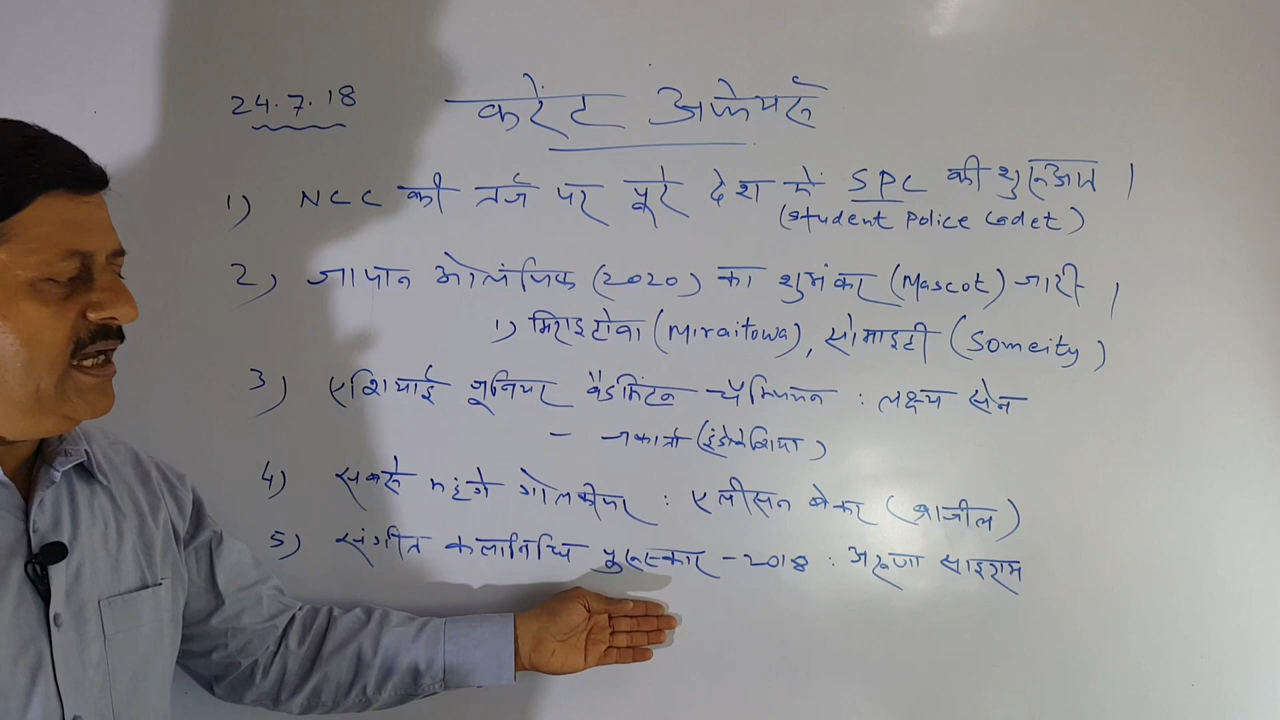 24.7.18
करेंट अफेयर्स
1) NCC की तर्ज पर पूरे देश में SPC की शुरूआत ।
(Student Police Cadet)
2) जापान ओलंपिक (2020) का शुभंकर (Mascot) जारी ।
1) मिराइटोवा (Miraitowa), सोमाइटी (Someity)
3) एशियाई जूनियर बैडमिंटन चैम्पियन : लक्ष्य सेन
- जकार्ता (इंडोनेशिया)
4) सबसे महंगे गोलकीपर : एलीसन बेकर (ब्राजील)
5) संगीत कलानिधि पुरूस्कार - 2018 : अरूणा साइराम